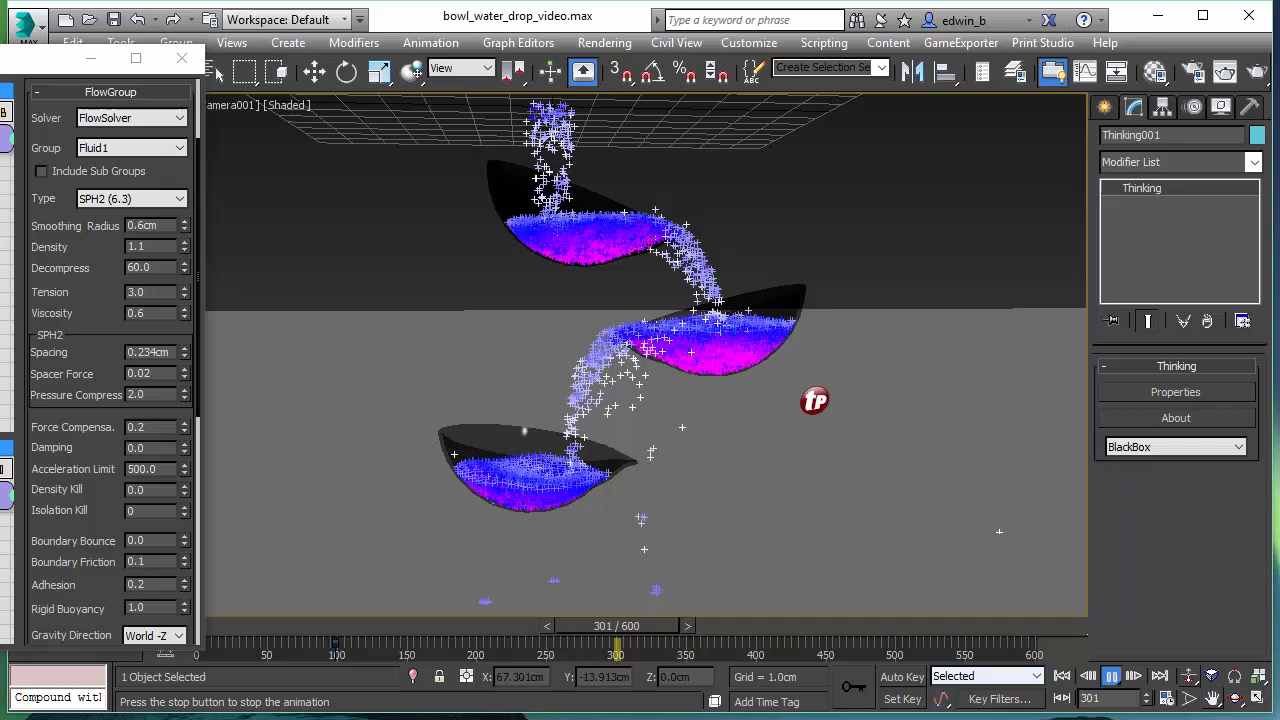 Workspace: Default
bowl_water_drop_video.max
Type a keyword or phrase
edwin_b
MAX
Edit Tools Group Views Create Modifiers Animation Graph Editors Rendering Civil View Customize Scripting Content GameExporter Print Studio Help
View
Create Selection Se
FlowGroup
Solver FlowSolver
Group Fluid1
Include Sub Groups
Type SPH2 (6.3)
Smoothing Radius 0.6cm
Density 1.1
Decompress 60.0
Tension 3.0
Viscosity 0.6
SPH2
Spacing 0.234cm
Spacer Force 0.02
Pressure Compress 2.0
Force Compensa. 0.2
Damping 0.0
Acceleration Limit 500.0
Density Kill 0.0
Isolation Kill 0
Boundary Bounce 0.0
Boundary Friction 0.1
Adhesion 0.2
Rigid Buoyancy 1.0
Gravity Direction World -Z
B
amera001] [Shaded]
tp
Thinking001
Modifier List
Thinking
- Thinking
Properties
About
BlackBox
< 301 / 600 >
0 50 100 150 200 250 300 350 400 450 500 550 600
1 Object Selected
X: 67.301cm Y: -13.913cm Z: 0.0cm Grid = 1.0cm
Auto Key Selected
Compound witl
Press the stop button to stop the animation
Add Time Tag
Set Key Key Filters... 301